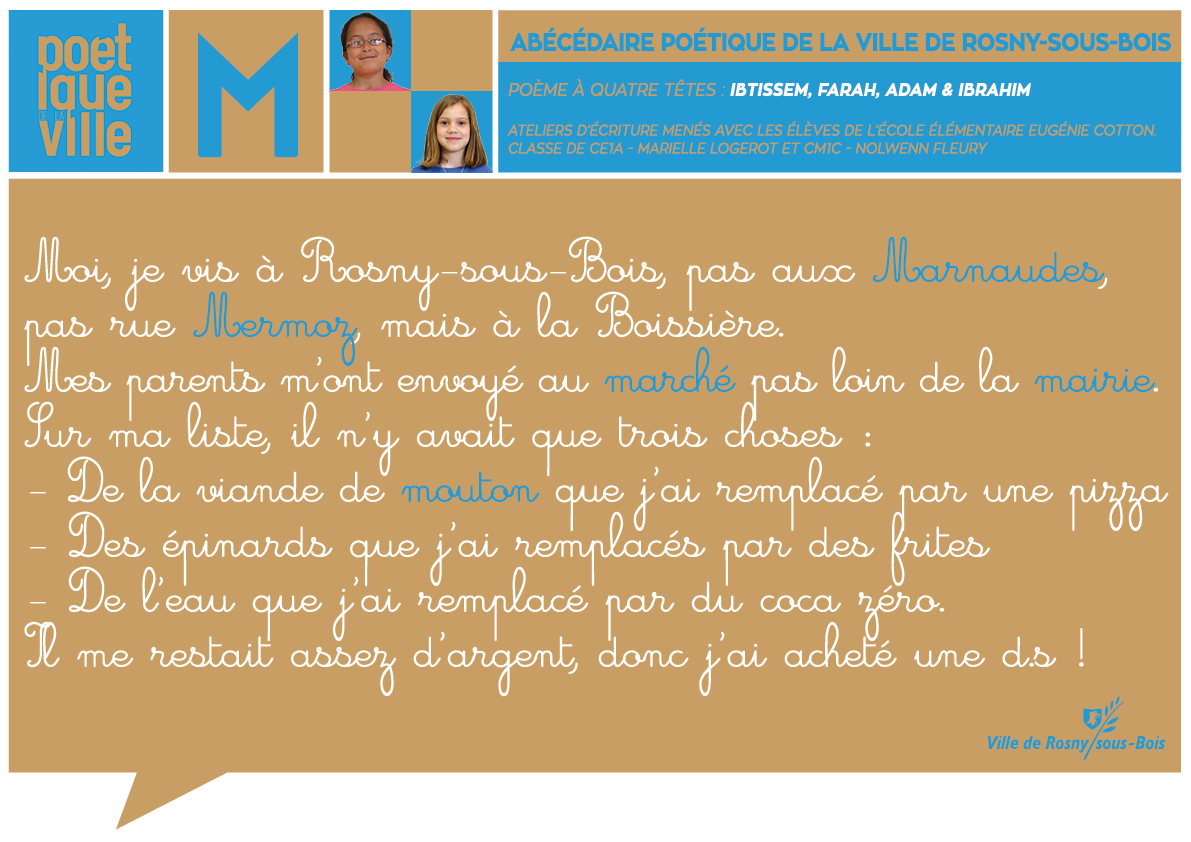 poet
ique
DE LA
ville
M
ABÉCÉDAIRE POÉTIQUE DE LA VILLE DE ROSNY-SOUS-BOIS
POÈME À QUATRE TÊTES : IBTISSEM, FARAH, ADAM & IBRAHIM
ATELIERS D'ÉCRITURE MENÉS AVEC LES ÉLÈVES DE L'ÉCOLE ÉLÉMENTAIRE EUGÉNIE COTTON.
CLASSE DE CE1A - MARIELLE LOGEROT ET CM1C - NOLWENN FLEURY
Moi, je vis à Rosny-sous-Bois, pas aux Marnaudes,
pas rue Mermoz, mais à la Boissière.
Mes parents m'ont envoyé au marché pas loin de la mairie.
Sur ma liste, il n'y avait que trois choses :
- De la viande de mouton que j'ai remplacé par une pizza
- Des épinards que j'ai remplacés par des frites
- De l'eau que j'ai remplacé par du coca zéro.
Il me restait assez d'argent, donc j'ai acheté une d.s !
Ville de Rosny/sous-Bois